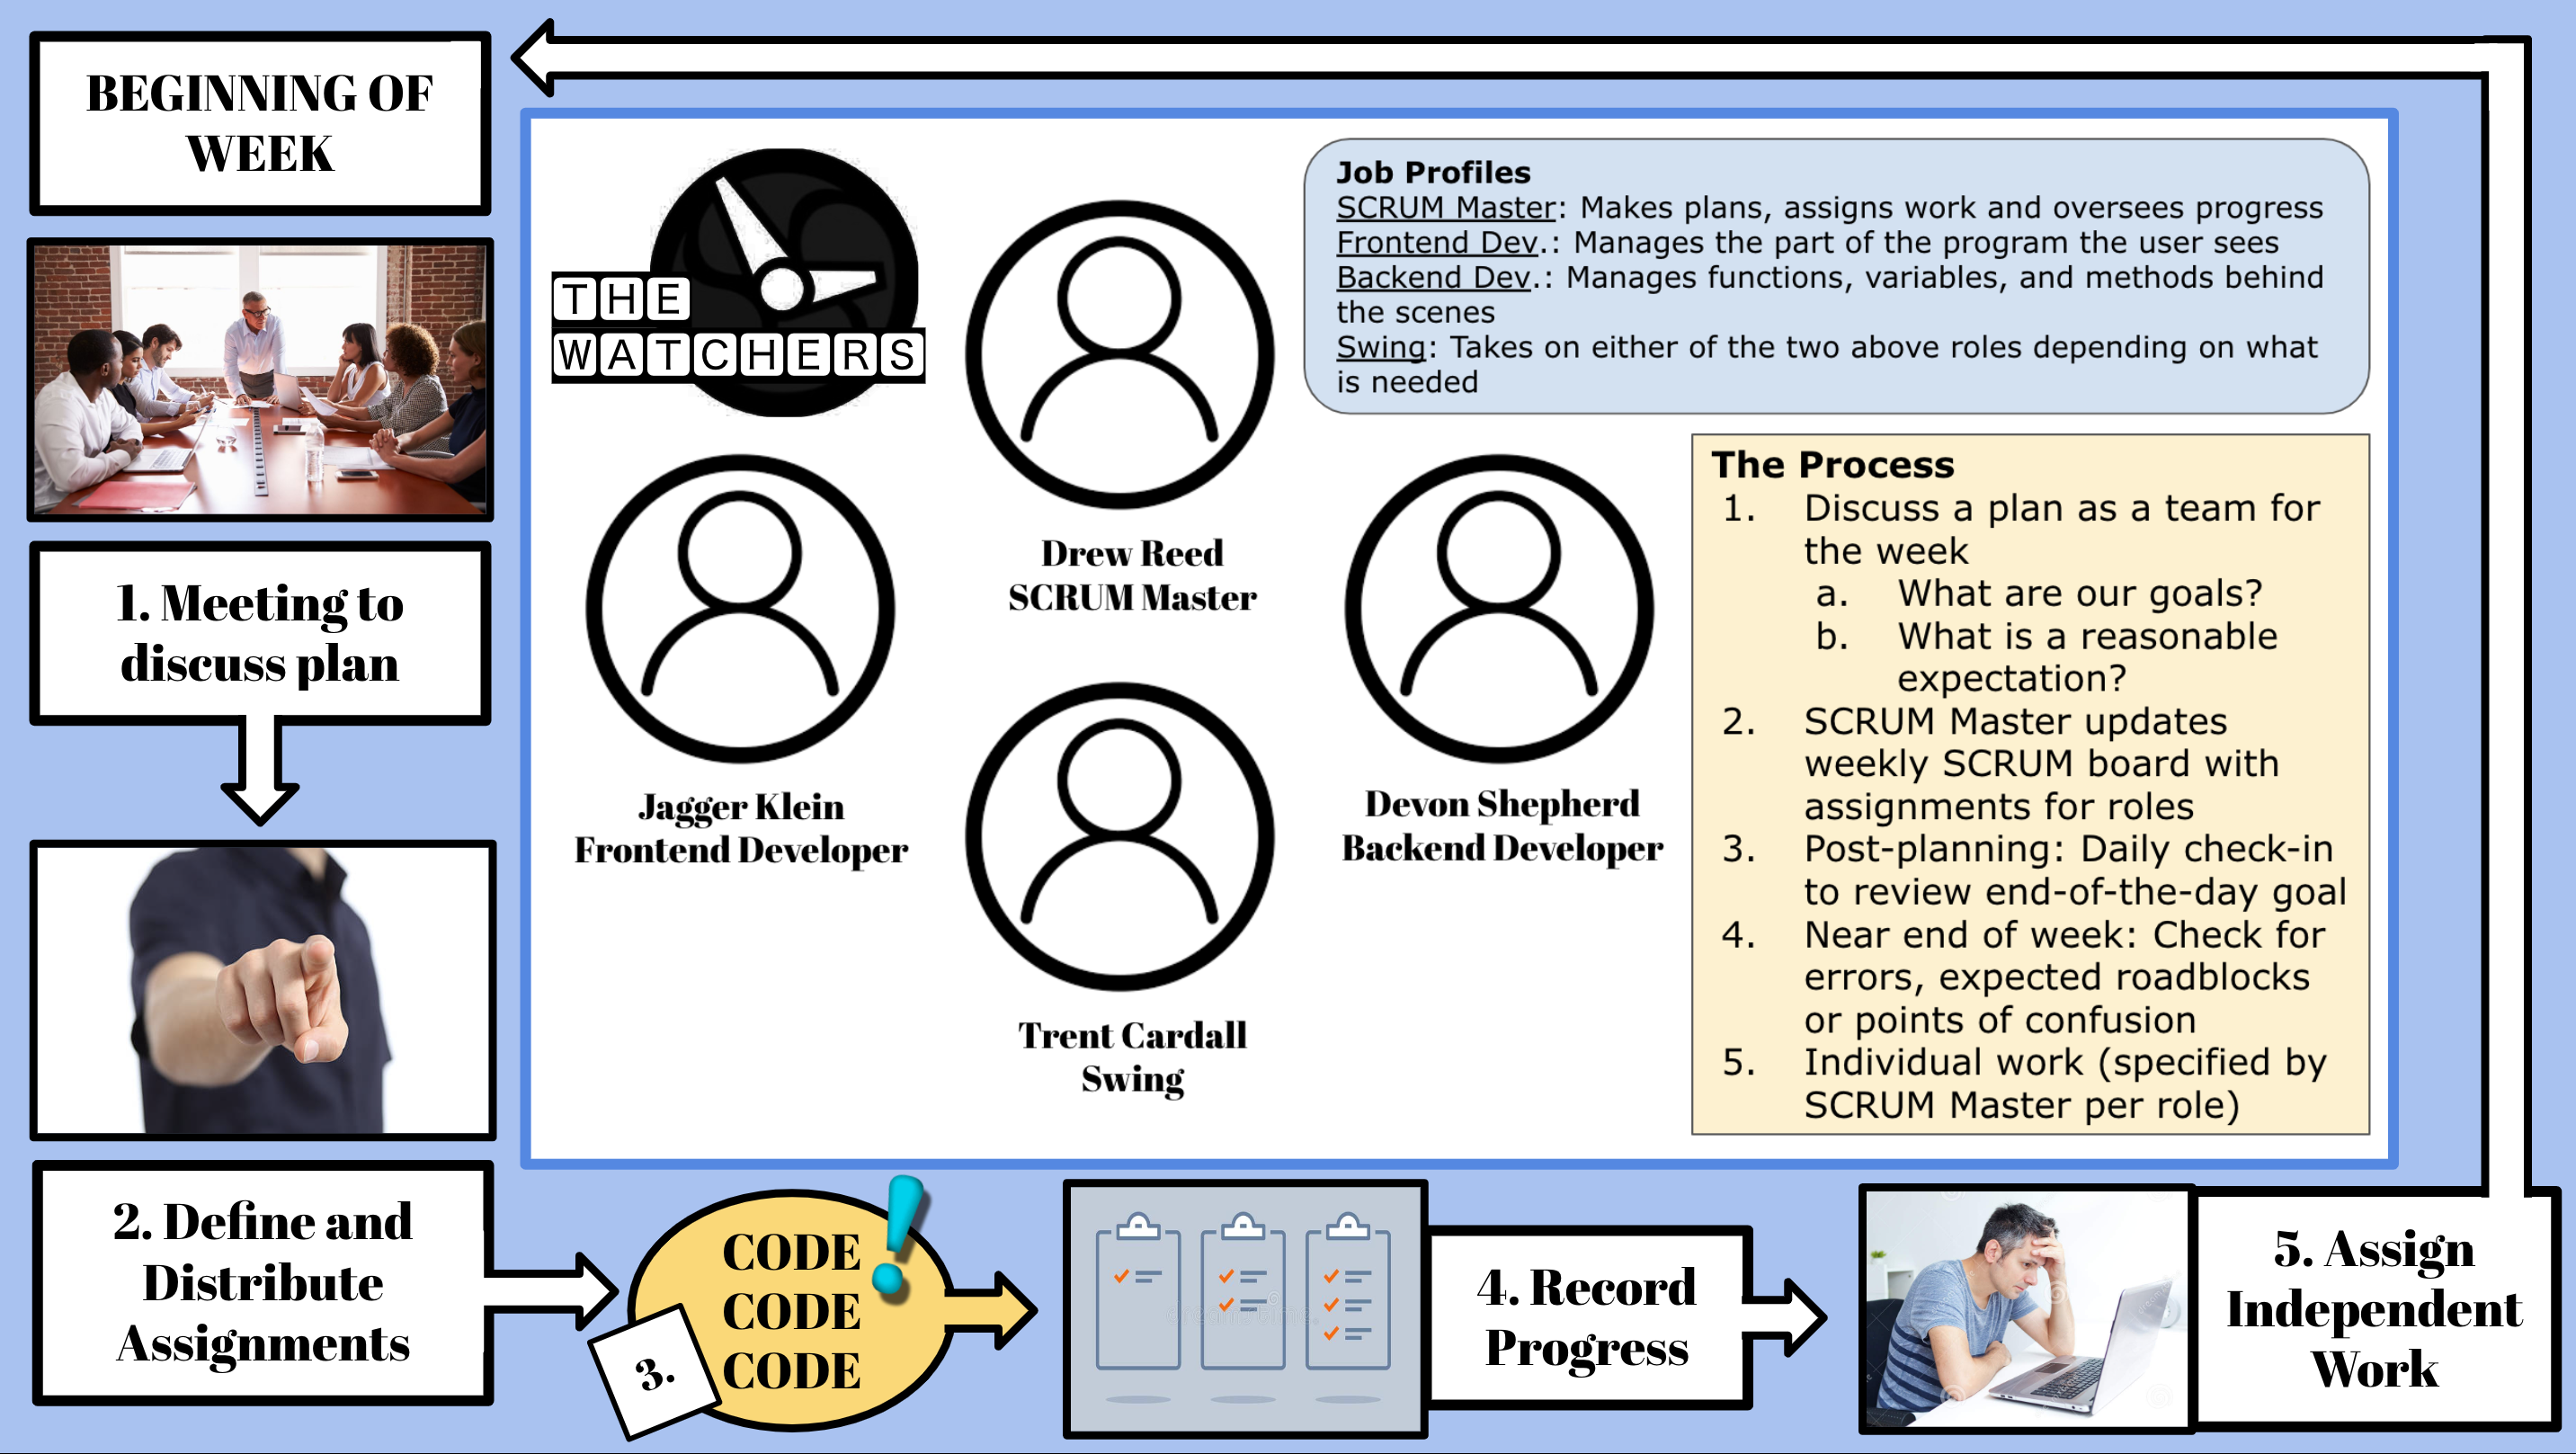 BEGINNING OF
WEEK
THE
WATCHERS
Job Profiles
SCRUM Master: Makes plans, assigns work and oversees progress
Frontend Dev.: Manages the part of the program the user sees
Backend Dev.: Manages functions, variables, and methods behind
the scenes
Swing: Takes on either of the two above roles depending on what
is needed
1. Meeting to
discuss plan
Drew Reed
SCRUM Master
Jagger Klein
Frontend Developer
Devon Shepherd
Backend Developer
Trent Cardall
Swing
The Process
1. Discuss a plan as a team for
the week
a. What are our goals?
b. What is a reasonable
expectation?
2. SCRUM Master updates
weekly SCRUM board with
assignments for roles
3. Post-planning: Daily check-in
to review end-of-the-day goal
4. Near end of week: Check for
errors, expected roadblocks
or points of confusion
5. Individual work (specified by
SCRUM Master per role)
2. Define and
Distribute
Assignments
3.
CODE
CODE
CODE
!
4. Record
Progress
5. Assign
Independent
Work